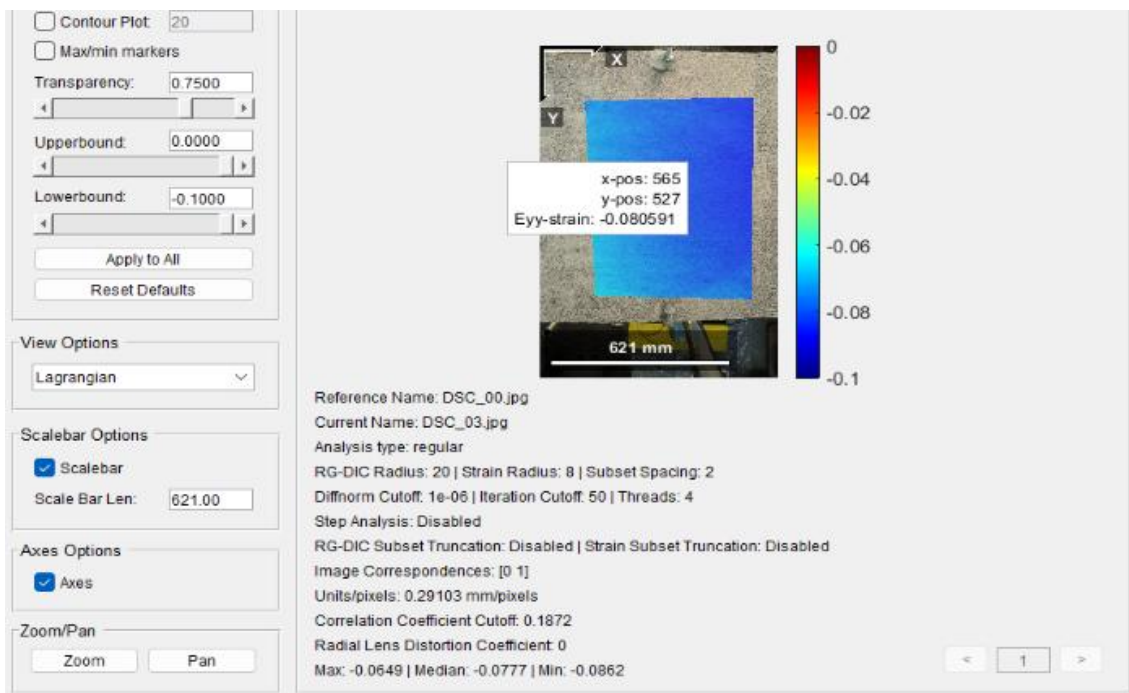 Contour Plot: 20
Max/min markers
Transparency: 0.7500
Upperbound: 0.0000
Lowerbound: -0.1000
Apply to All
Reset Defaults
View Options
Lagrangian
Scalebar Options
Scalebar
Scale Bar Len: 621.00
Axes Options
Axes
Zoom/Pan
Zoom Pan
X
Y
x-pos: 565
y-pos: 527
Eyy-strain: -0.080591
621 mm
0
-0.02
-0.04
-0.06
-0.08
-0.1
Reference Name: DSC_00.jpg
Current Name: DSC_03.jpg
Analysis type: regular
RG-DIC Radius: 20 | Strain Radius: 8 | Subset Spacing: 2
Diffnorm Cutoff: 1e-06 | Iteration Cutoff: 50 | Threads: 4
Step Analysis: Disabled
RG-DIC Subset Truncation: Disabled | Strain Subset Truncation: Disabled
Image Correspondences: [0 1]
Units/pixels: 0.29103 mm/pixels
Correlation Coefficient Cutoff: 0.1872
Radial Lens Distortion Coefficient: 0
Max: -0.0649 | Median: -0.0777 | Min: -0.0862
< 1 >